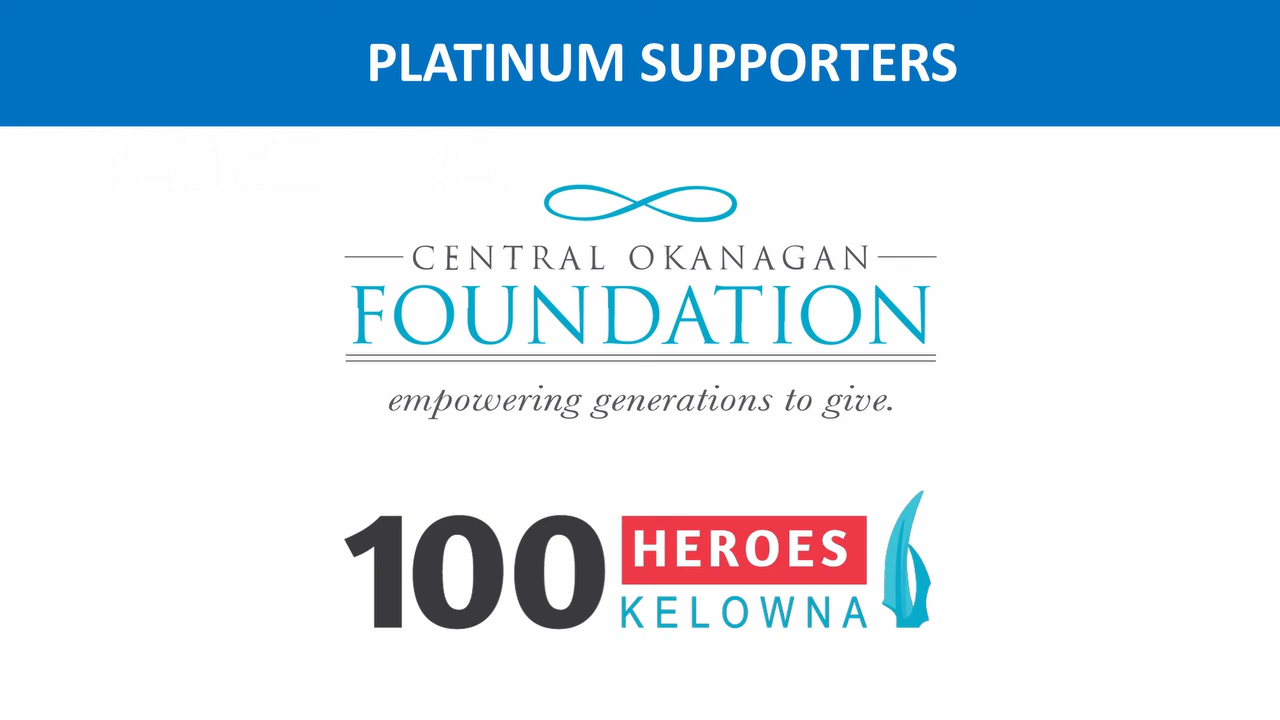 PLATINUM SUPPORTERS
CENTRAL OKANAGAN
FOUNDATION
empowering generations to give.
100 HEROES
KELOWNA